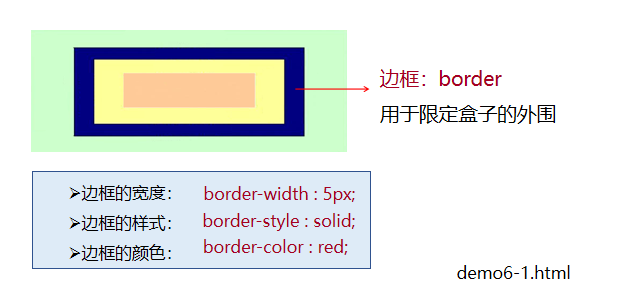 边框：border
用于限定盒子的外围
➢边框的宽度： border-width : 5px;
➢边框的样式： border-style : solid;
➢边框的颜色： border-color : red;
demo6-1.html